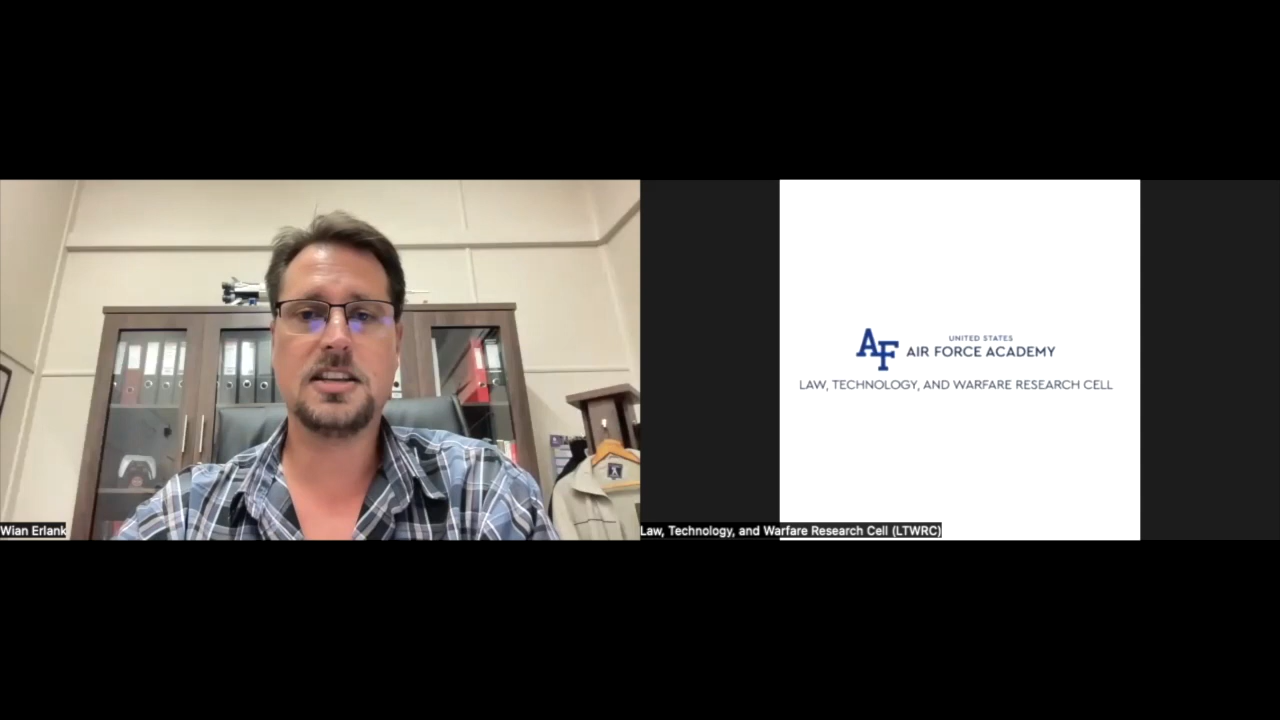 Wian Erlank
AF
UNITED STATES
AIR FORCE ACADEMY
LAW, TECHNOLOGY, AND WARFARE RESEARCH CELL
Law, Technology, and Warfare Research Cell (LTWRC)